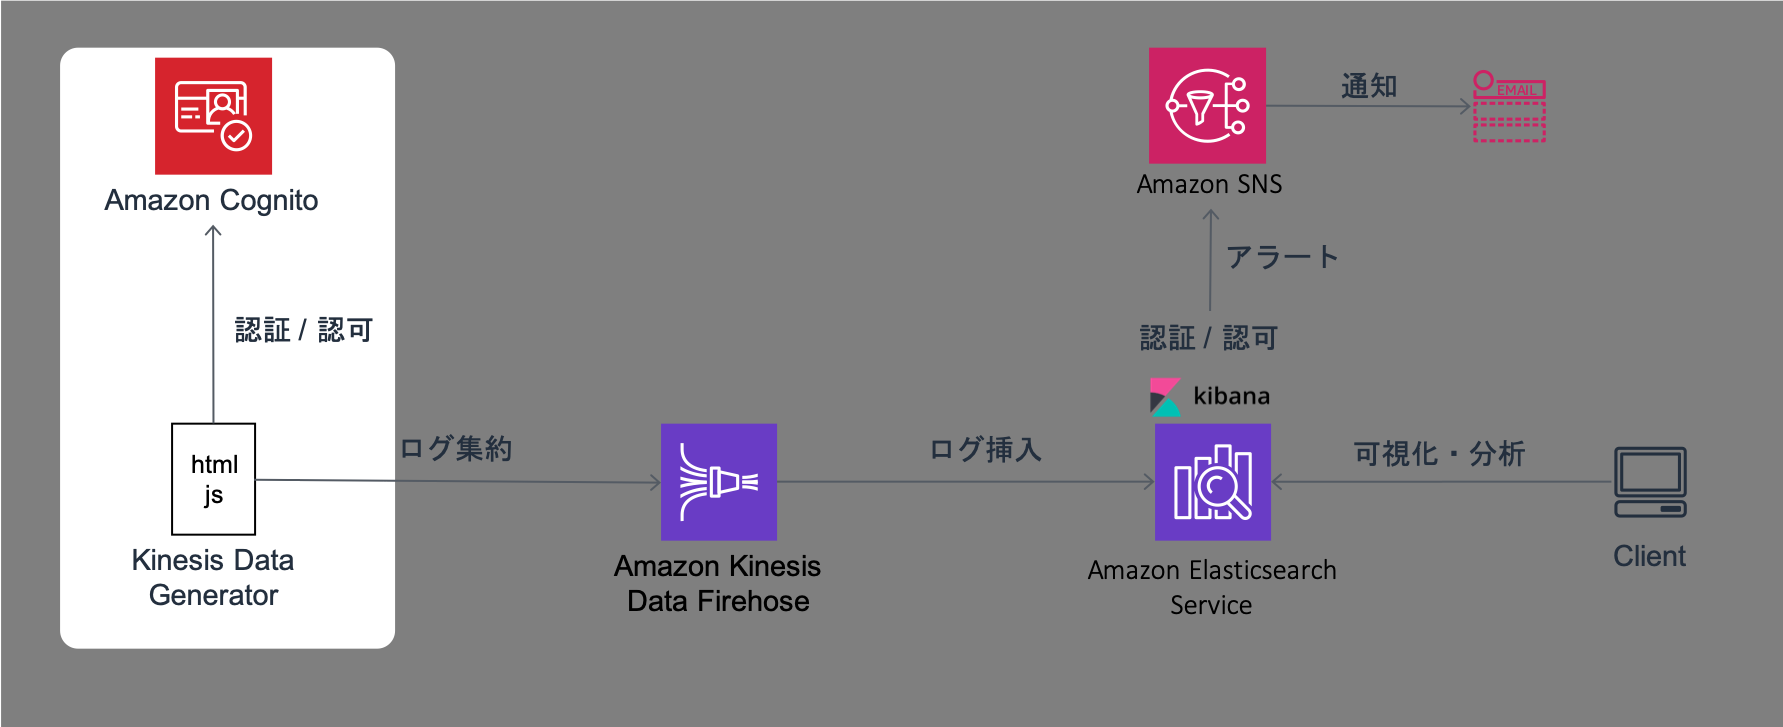 Amazon Cognito
認証 / 認可
html
js
Kinesis Data
Generator
ログ集約
Amazon Kinesis
Data Firehose
ログ挿入
通知
EMAIL
Amazon SNS
アラート
認証 / 認可
kibana
Amazon Elasticsearch
Service
可視化・分析
Client